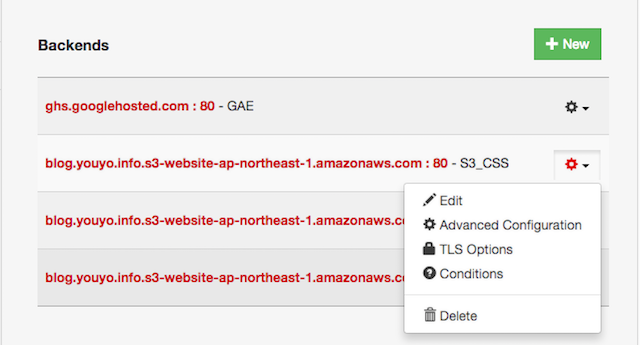 Backends
New
ghs.googlehosted.com : 80 - GAE
blog.youyo.info.s3-website-ap-northeast-1.amazonaws.com : 80 - S3_CSS
Edit
blog.youyo.info.s3-website-ap-northeast-1.amazonaws.co
Advanced Configuration
TLS Options
blog.youyo.info.s3-website-ap-northeast-1.amazonaws.co
Conditions
Delete